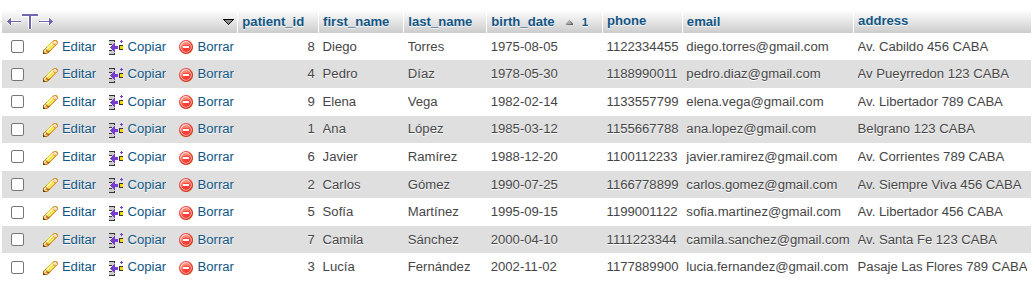 patient_id first_name last_name birth_date 1 phone email address
Editar Copiar Borrar 8 Diego Torres 1975-08-05 1122334455 diego.torres@gmail.com Av. Cabildo 456 CABA
Editar Copiar Borrar 4 Pedro Díaz 1978-05-30 1188990011 pedro.diaz@gmail.com Av Pueyrredon 123 CABA
Editar Copiar Borrar 9 Elena Vega 1982-02-14 1133557799 elena.vega@gmail.com Av. Libertador 789 CABA
Editar Copiar Borrar 1 Ana López 1985-03-12 1155667788 ana.lopez@gmail.com Belgrano 123 CABA
Editar Copiar Borrar 6 Javier Ramírez 1988-12-20 1100112233 javier.ramirez@gmail.com Av. Corrientes 789 CABA
Editar Copiar Borrar 2 Carlos Gómez 1990-07-25 1166778899 carlos.gomez@gmail.com Av. Siempre Viva 456 CABA
Editar Copiar Borrar 5 Sofía Martínez 1995-09-15 1199001122 sofia.martinez@gmail.com Av. Libertador 456 CABA
Editar Copiar Borrar 7 Camila Sánchez 2000-04-10 1111223344 camila.sanchez@gmail.com Av. Santa Fe 123 CABA
Editar Copiar Borrar 3 Lucía Fernández 2002-11-02 1177889900 lucia.fernandez@gmail.com Pasaje Las Flores 789 CABA